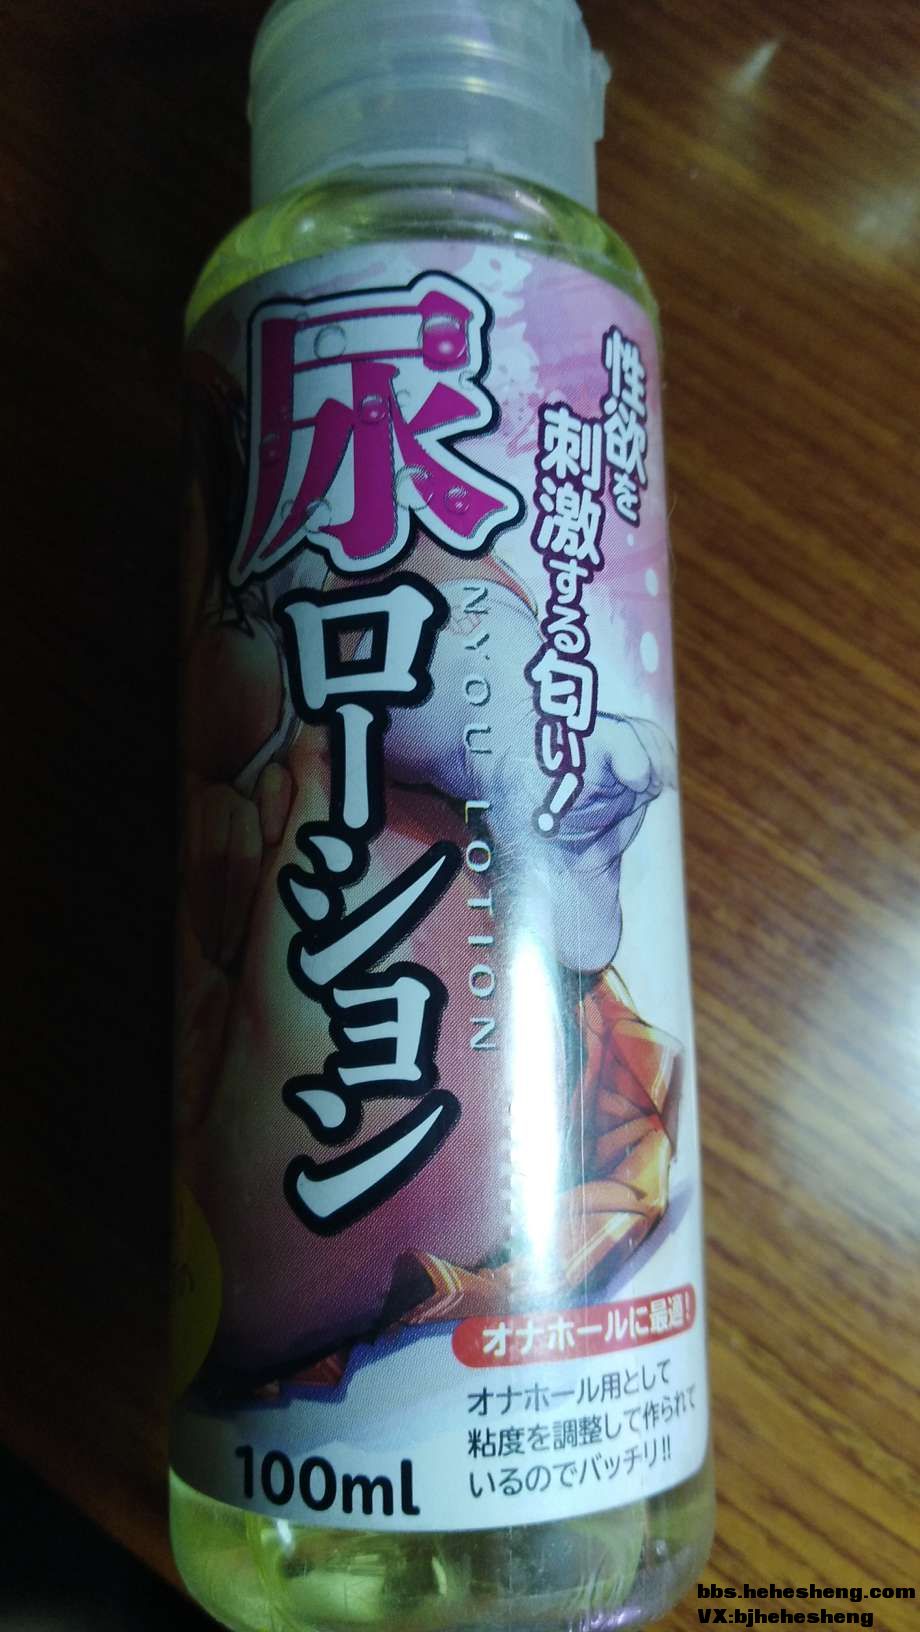 性欲を
刺激する匂い!
尿ローション
NYOU LOTION
オナホールに最適!
オナホール用として
粘度を調整して作られて
いるのでバッチリ!!
100ml
bbs.hehesheng.com
VX:bjhehesheng